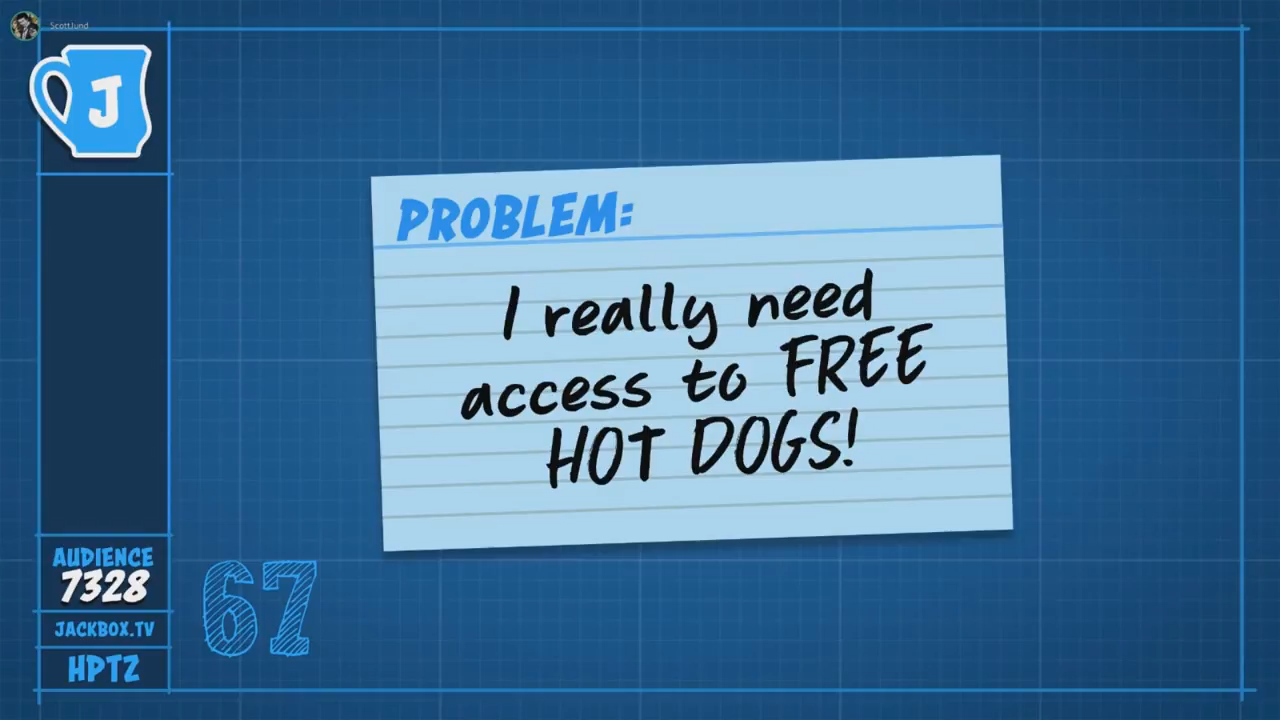 ScottJund
J
PROBLEM:
I really need
access to FREE
HOT DOGS!
AUDIENCE
7328
JACKBOX.TV
HPTZ
67